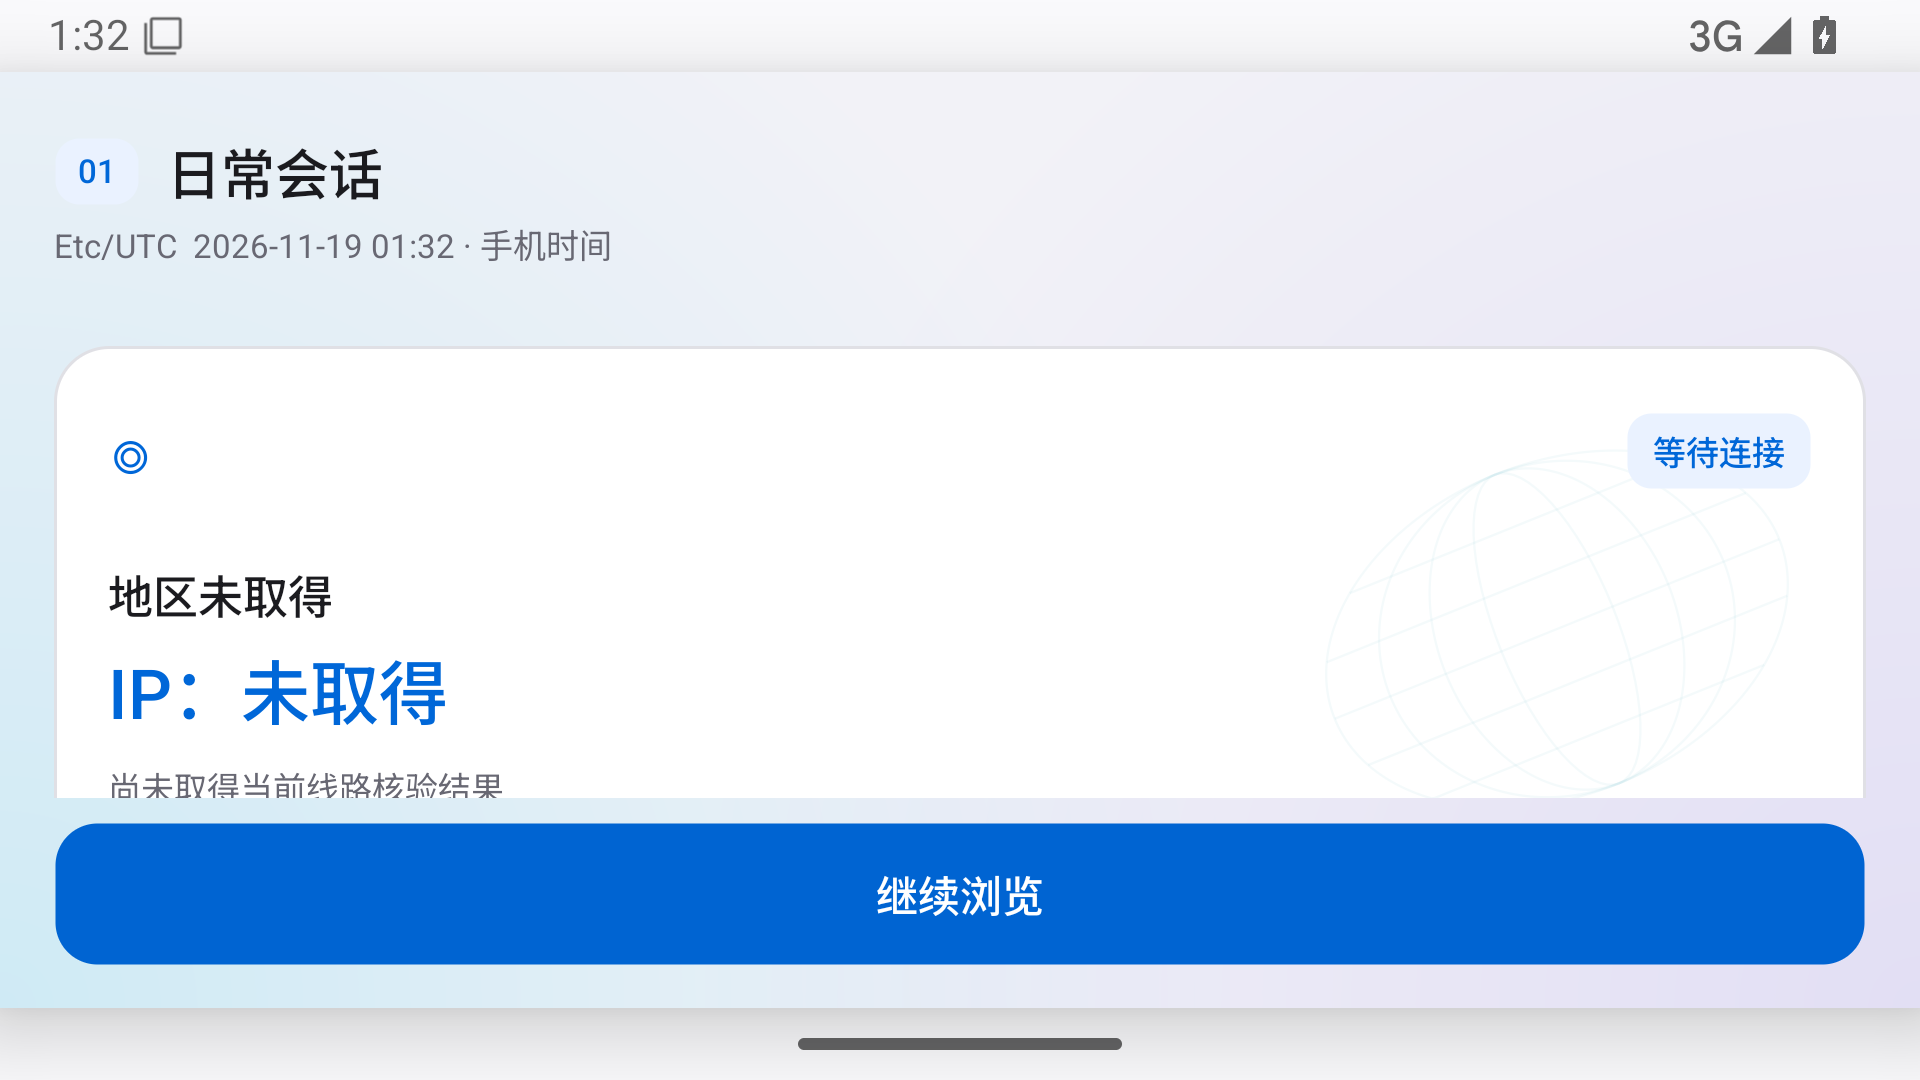 1:32
3G
01 日常会话
Etc/UTC 2026-11-19 01:32 · 手机时间
等待连接
地区未取得
IP：未取得
尚未取得当前线路核验结果
继续浏览